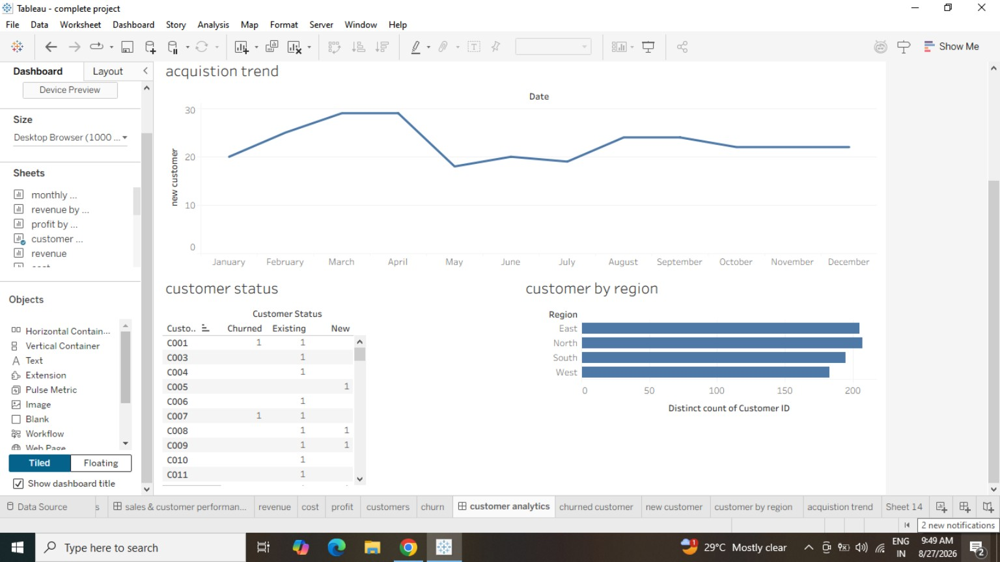 Tableau - complete project
File Data Worksheet Dashboard Story Analysis Map Format Server Window Help
Show Me
Dashboard Layout
Device Preview
Size
Desktop Browser (1000 ...
Sheets
monthly ...
revenue by ...
profit by ...
customer ...
revenue
Objects
Horizontal Contain...
Vertical Container
Text
Extension
Pulse Metric
Image
Blank
Workflow
Web Page
Tiled Floating
Show dashboard title
acquistion trend
Date
new customer
30
20
10
0
January February March April May June July August September October November December
customer status
Customer Status
Custo.. Churned Existing New
C001 1 1
C003 1
C004 1
C005 1
C006 1
C007 1 1
C008 1 1
C009 1 1
C010 1
C011 1
customer by region
Region
East
North
South
West
0 50 100 150 200
Distinct count of Customer ID
Data Source s sales & customer performan... revenue cost profit customers churn customer analytics churned customer new customer customer by region acquistion trend Sheet 14
2 new notifications
Type here to search
1
29°C Mostly clear
ENG
IN
9:49 AM
8/27/2026
2